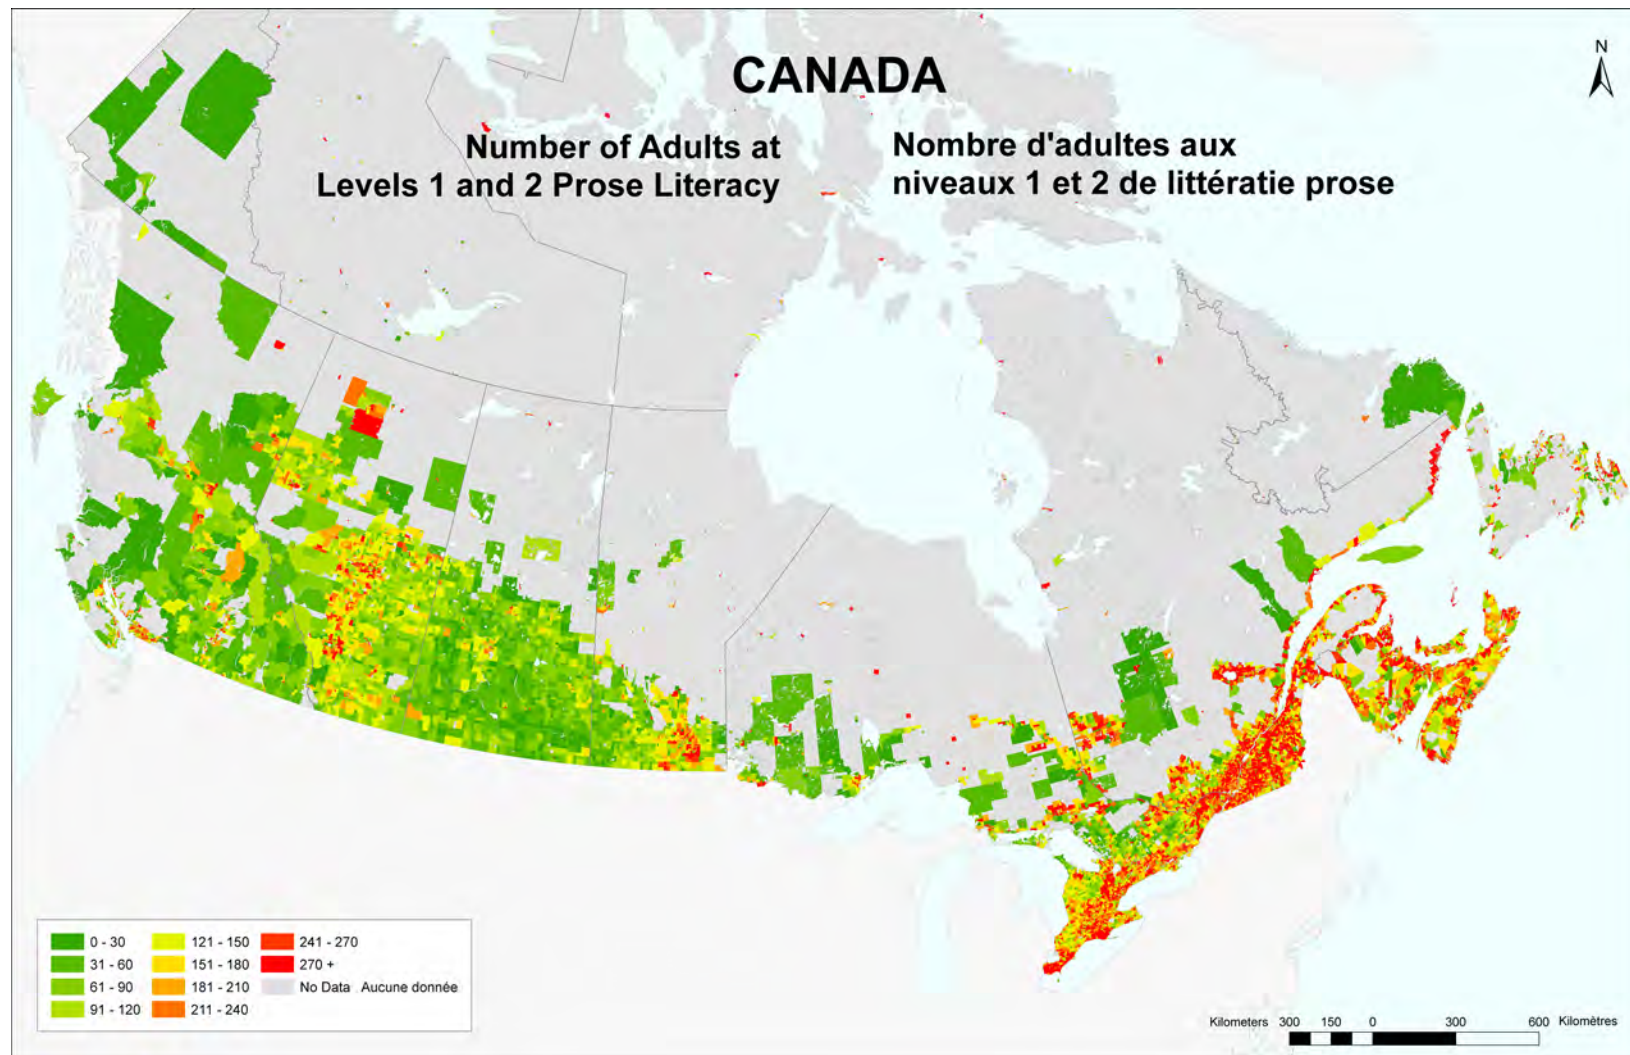 CANADA
N
Number of Adults at
Levels 1 and 2 Prose Literacy
Nombre d'adultes aux
niveaux 1 et 2 de littératie prose
0 - 30
31 - 60
61 - 90
91 - 120
121 - 150
151 - 180
181 - 210
211 - 240
241 - 270
270 +
No Data . Aucune donnée
Kilometers 300 150 0 300 600 Kilomètres